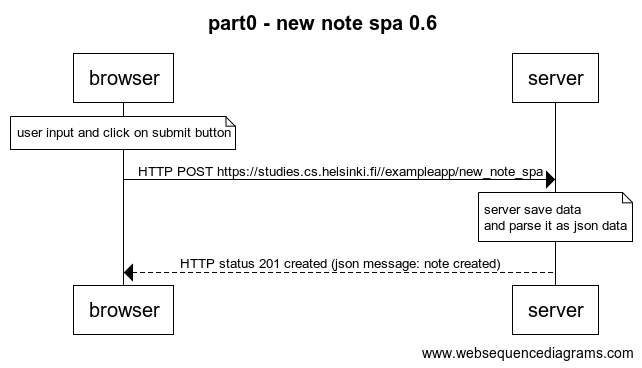 part0 - new note spa 0.6
browser
server
user input and click on submit button
HTTP POST https://studies.cs.helsinki.fi//exampleapp/new_note_spa
server save data
and parse it as json data
HTTP status 201 created (json message: note created)
browser
server
www.websequencediagrams.com